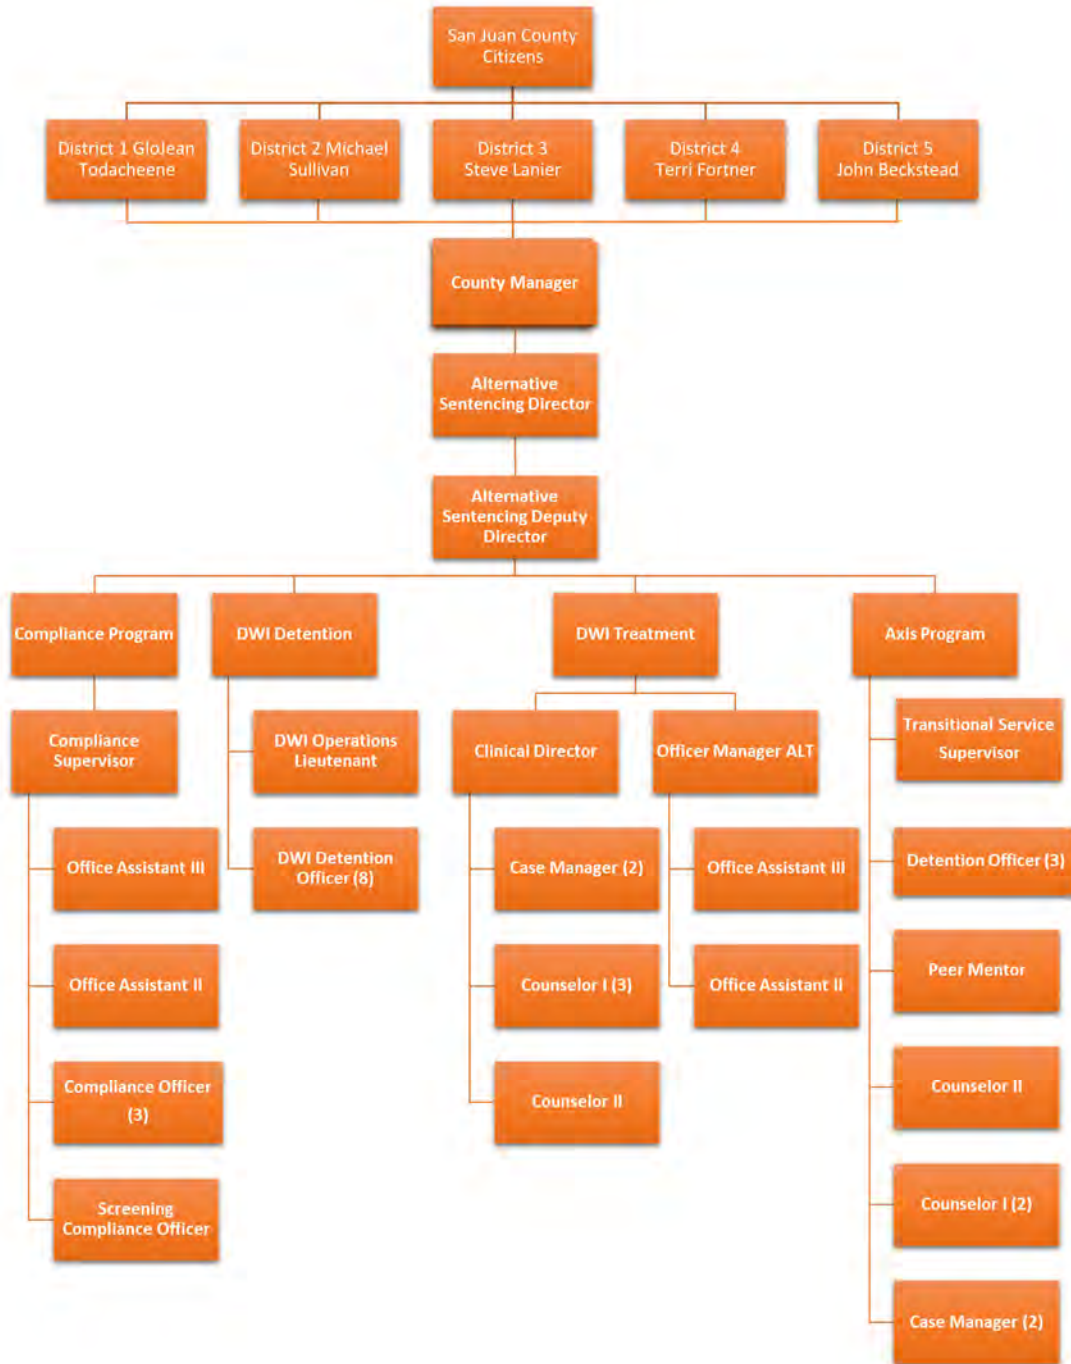 San Juan County
Citizens
District 1 GloJean
Todacheene
District 2 Michael
Sullivan
District 3
Steve Lanier
District 4
Terri Fortner
District 5
John Beckstead
County Manager
Alternative
Sentencing Director
Alternative
Sentencing Deputy
Director
Compliance Program
DWI Detention
DWI Treatment
Axis Program
Compliance
Supervisor
Office Assistant III
Office Assistant II
Compliance Officer
(3)
Screening
Compliance Officer
DWI Operations
Lieutenant
DWI Detention
Officer (8)
Clinical Director
Case Manager (2)
Counselor I (3)
Counselor II
Officer Manager ALT
Office Assistant III
Office Assistant II
Transitional Service
Supervisor
Detention Officer (3)
Peer Mentor
Counselor II
Counselor I (2)
Case Manager (2)